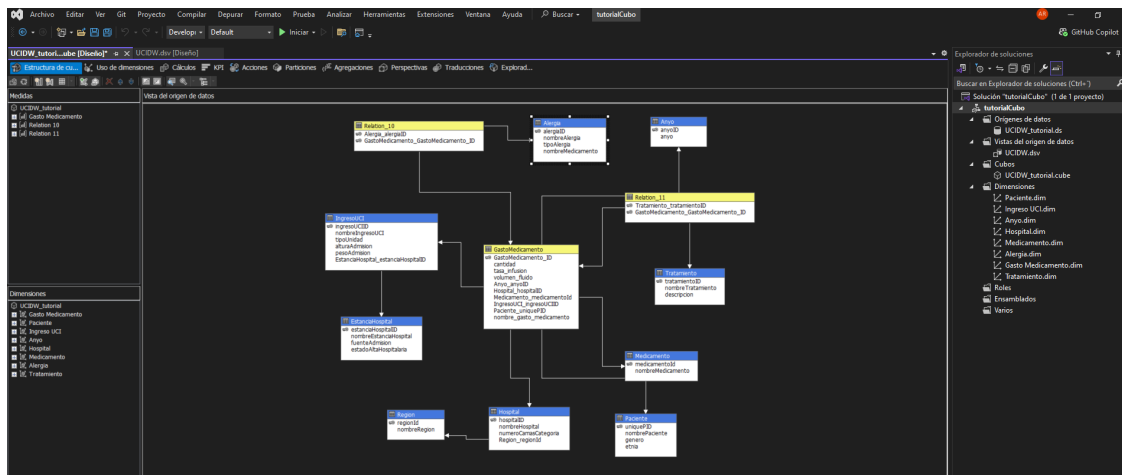 Archivo Editar Ver Git Proyecto Compilar Depurar Formato Prueba Analizar Herramientas Extensiones Ventana Ayuda Buscar tutorialCubo
AR
Develop Default Iniciar GitHub Copilot
UCIDW_tutori...ube [Diseño]* UCIDW.dsv [Diseño]
Estructura de cu... Uso de dimensiones Cálculos KPI Acciones Particiones Agregaciones Perspectivas Traducciones Explorad...
Medidas
UCIDW_tutorial
Gasto Medicamento
Relation 10
Relation 11
Dimensiones
UCIDW_tutorial
Gasto Medicamento
Paciente
Ingreso UCI
Anyo
Hospital
Medicamento
Alergia
Tratamiento
Vista del origen de datos
Relation_10
Alergia_alergiaID
GastoMedicamento_GastoMedicamento_ID
Alergia
alergiaID
nombreAlergia
tipoAlergia
nombreMedicamento
Anyo
anyoID
anyo
Relation_11
Tratamiento_tratamientoID
GastoMedicamento_GastoMedicamento_ID
IngresoUCI
ingresoUCIID
nombreIngresoUCI
tipoUnidad
alturaAdmision
pesoAdmision
EstanciaHospital_estanciaHospitalID
GastoMedicamento
GastoMedicamento_ID
cantidad
tasa_infusion
volumen_fluido
Anyo_anyoID
Hospital_hospitalID
Medicamento_medicamentoId
IngresoUCI_ingresoUCIID
Paciente_uniquePID
nombre_gasto_medicamento
Tratamiento
tratamientoID
nombreTratamiento
descripcion
EstanciaHospital
estanciaHospitalID
nombreEstanciaHospital
fuenteAdmision
estadoAltaHospitalaria
Medicamento
medicamentoId
nombreMedicamento
Region
regionId
nombreRegion
Hospital
hospitalID
nombreHospital
numeroCamasCategoria
Region_regionId
Paciente
uniquePID
nombrePaciente
genero
etnia
Explorador de soluciones
Buscar en Explorador de soluciones (Ctrl+´)
Solución "tutorialCubo" (1 de 1 proyecto)
tutorialCubo
Orígenes de datos
UCIDW_tutorial.ds
Vistas del origen de datos
UCIDW.dsv
Cubos
UCIDW_tutorial.cube
Dimensiones
Paciente.dim
Ingreso UCI.dim
Anyo.dim
Hospital.dim
Medicamento.dim
Alergia.dim
Gasto Medicamento.dim
Tratamiento.dim
Roles
Ensamblados
Varios